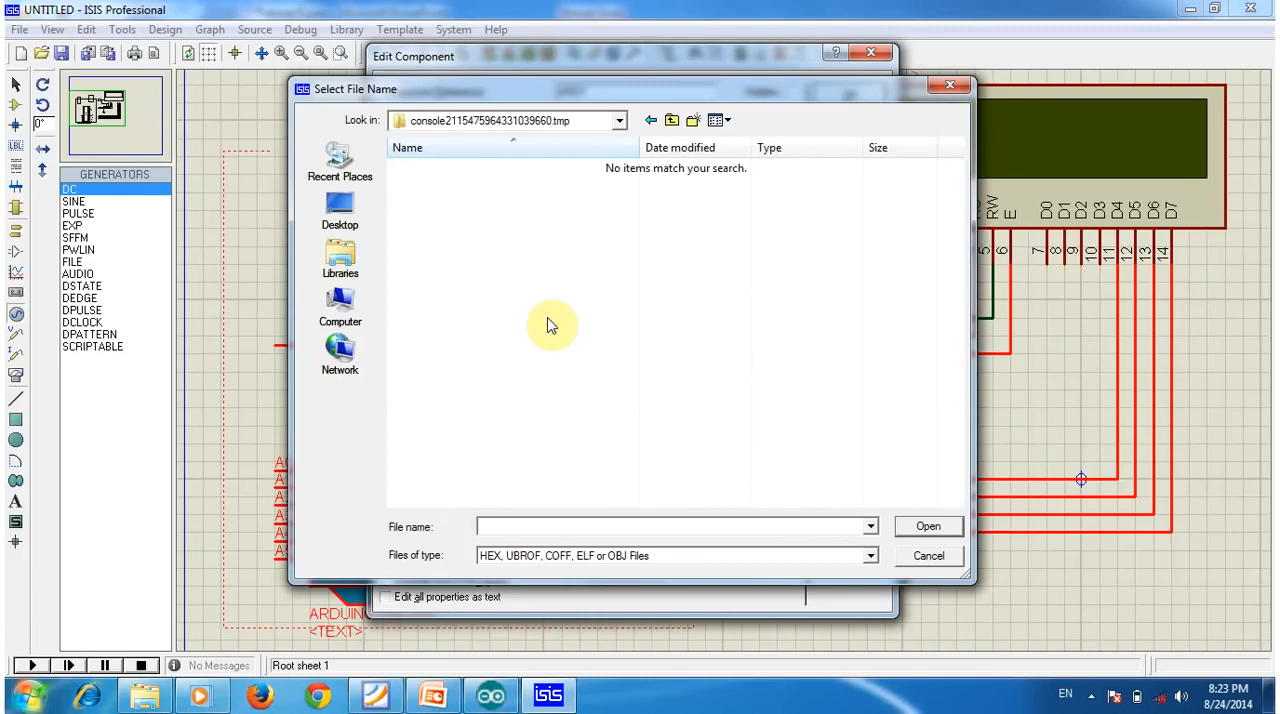 UNTITLED - ISIS Professional
File View Edit Tools Design Graph Source Debug Library Template System Help
Edit Component
Select File Name
Look in: console2115475964331039660.tmp
Name Date modified Type Size
No items match your search.
Recent Places
Desktop
Libraries
Computer
Network
File name: Open
Files of type: HEX, UBROF, COFF, ELF or OBJ Files Cancel
Edit all properties as text
0°
GENERATORS
DC
SINE
PULSE
EXP
SFFM
PWLIN
FILE
AUDIO
DSTATE
DEDGE
DPULSE
DCLOCK
DPATTERN
SCRIPTABLE
RW E D0 D1 D2 D3 D4 D5 D6 D7
5 6 7 8 9 10 11 12 13 14
ARDUIN
<TEXT>
No Messages Root sheet 1
EN 8:23 PM
8/24/2014